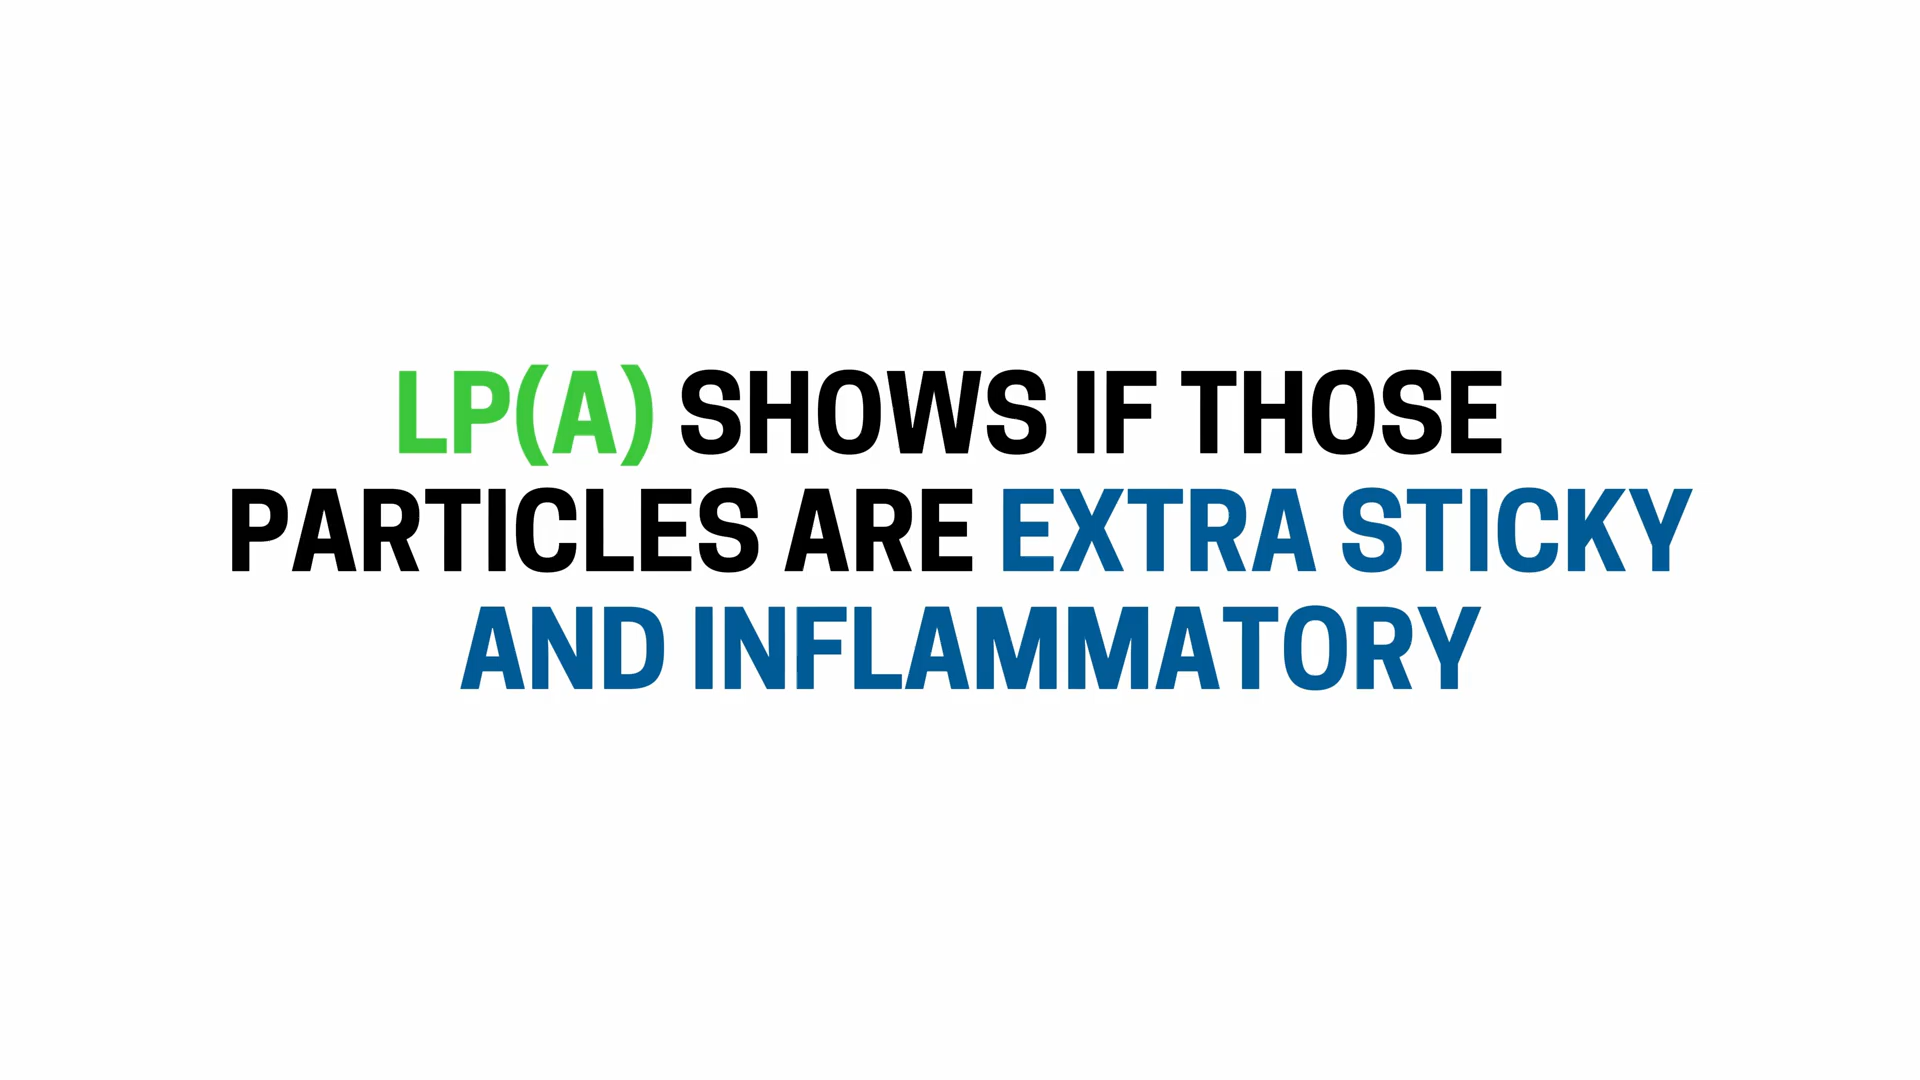 LP(A) SHOWS IF THOSE
PARTICLES ARE EXTRA STICKY
AND INFLAMMATORY